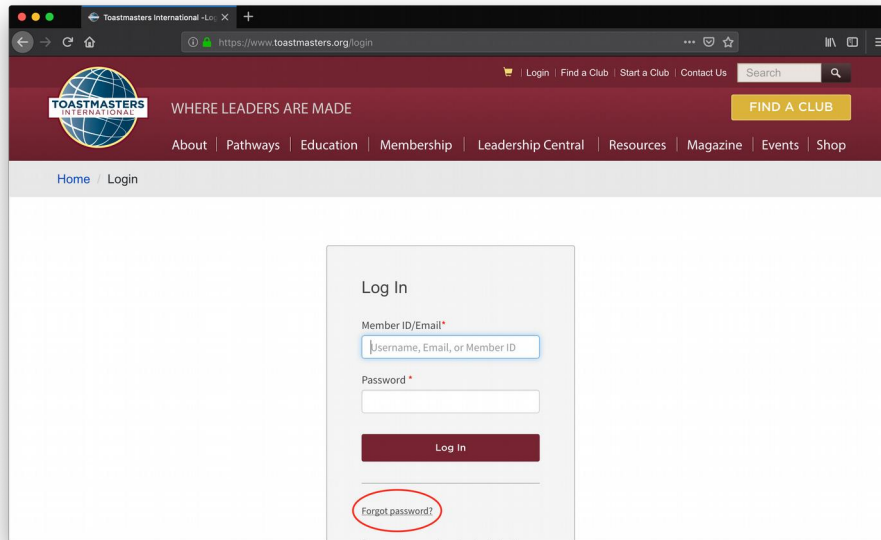 Toastmasters International -Log
https://www.toastmasters.org/login
Login | Find a Club | Start a Club | Contact Us
Search
TOASTMASTERS
INTERNATIONAL
WHERE LEADERS ARE MADE
FIND A CLUB
About | Pathways | Education | Membership | Leadership Central | Resources | Magazine | Events | Shop
Home / Login
Log In
Member ID/Email*
Username, Email, or Member ID
Password *
Log In
Forgot password?